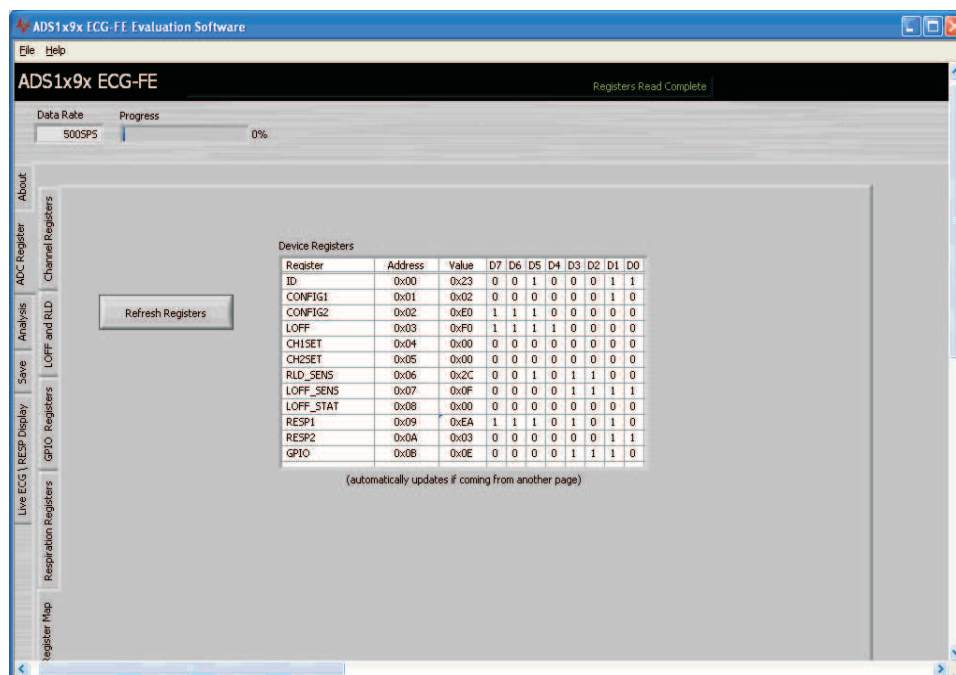 ADS1x9x ECG-FE Evaluation Software
File Help
ADS1x9x ECG-FE
Registers Read Complete
Data Rate Progress
500SPS 0%
About
ADC Register
Analysis
Save
Live ECG \ RESP Display
Channel Registers
LOFF and RLD
GPIO Registers
Respiration Registers
Register Map
Refresh Registers
Device Registers
Register Address Value D7 D6 D5 D4 D3 D2 D1 D0
ID 0x00 0x23 0 0 1 0 0 0 1 1
CONFIG1 0x01 0x02 0 0 0 0 0 0 1 0
CONFIG2 0x02 0xE0 1 1 1 0 0 0 0 0
LOFF 0x03 0xF0 1 1 1 1 0 0 0 0
CH1SET 0x04 0x00 0 0 0 0 0 0 0 0
CH2SET 0x05 0x00 0 0 0 0 0 0 0 0
RLD_SENS 0x06 0x2C 0 0 1 0 1 1 0 0
LOFF_SENS 0x07 0x0F 0 0 0 0 1 1 1 1
LOFF_STAT 0x08 0x00 0 0 0 0 0 0 0 0
RESP1 0x09 0xEA 1 1 1 0 1 0 1 0
RESP2 0x0A 0x03 0 0 0 0 0 0 1 1
GPIO 0x0B 0x0E 0 0 0 0 1 1 1 0
(automatically updates if coming from another page)